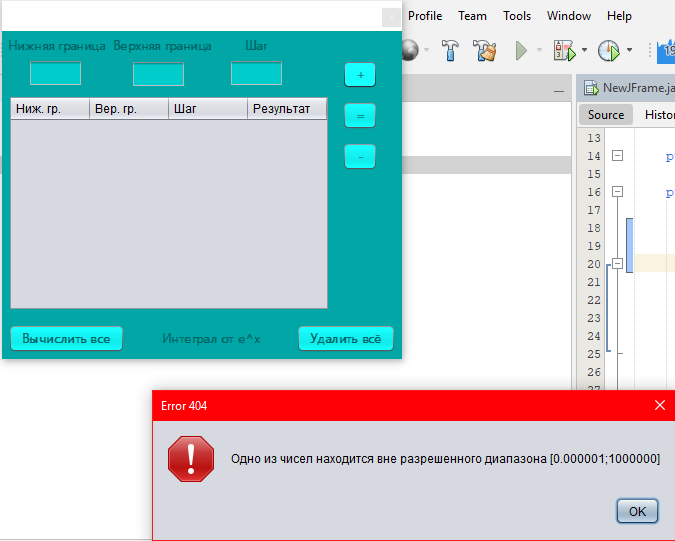 Profile Team Tools Window Help
Нижняя граница Верхняя граница Шаг
+
NewJFrame.ja
Ниж. гр. Вер. гр. Шаг Результат
=
Source Histor
13
14 p
15
-
16 p
17
18
19
20
21
22
23
24
Вычислить все Интеграл от e^x Удалить всё
25
26
Error 404
Одно из чисел находится вне разрешенного диапазона [0.000001;1000000]
OK